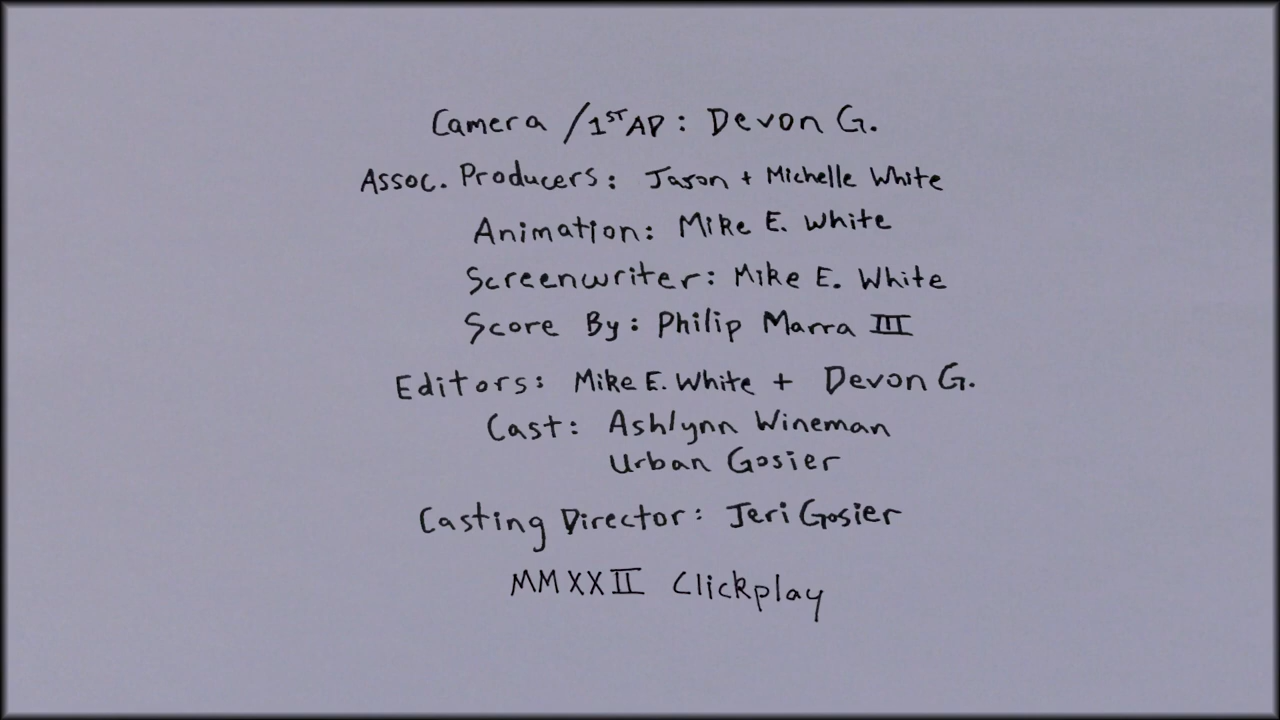 Camera / 1ST AD: Devon G.
Assoc. Producers: Jason + Michelle White
Animation: Mike E. White
Screenwriter: Mike E. White
Score By: Philip Marra III
Editors: Mike E. White + Devon G.
Cast: Ashlynn Wineman
Urban Gosier
Casting Director: Jeri Gosier
MMXXII Clickplay